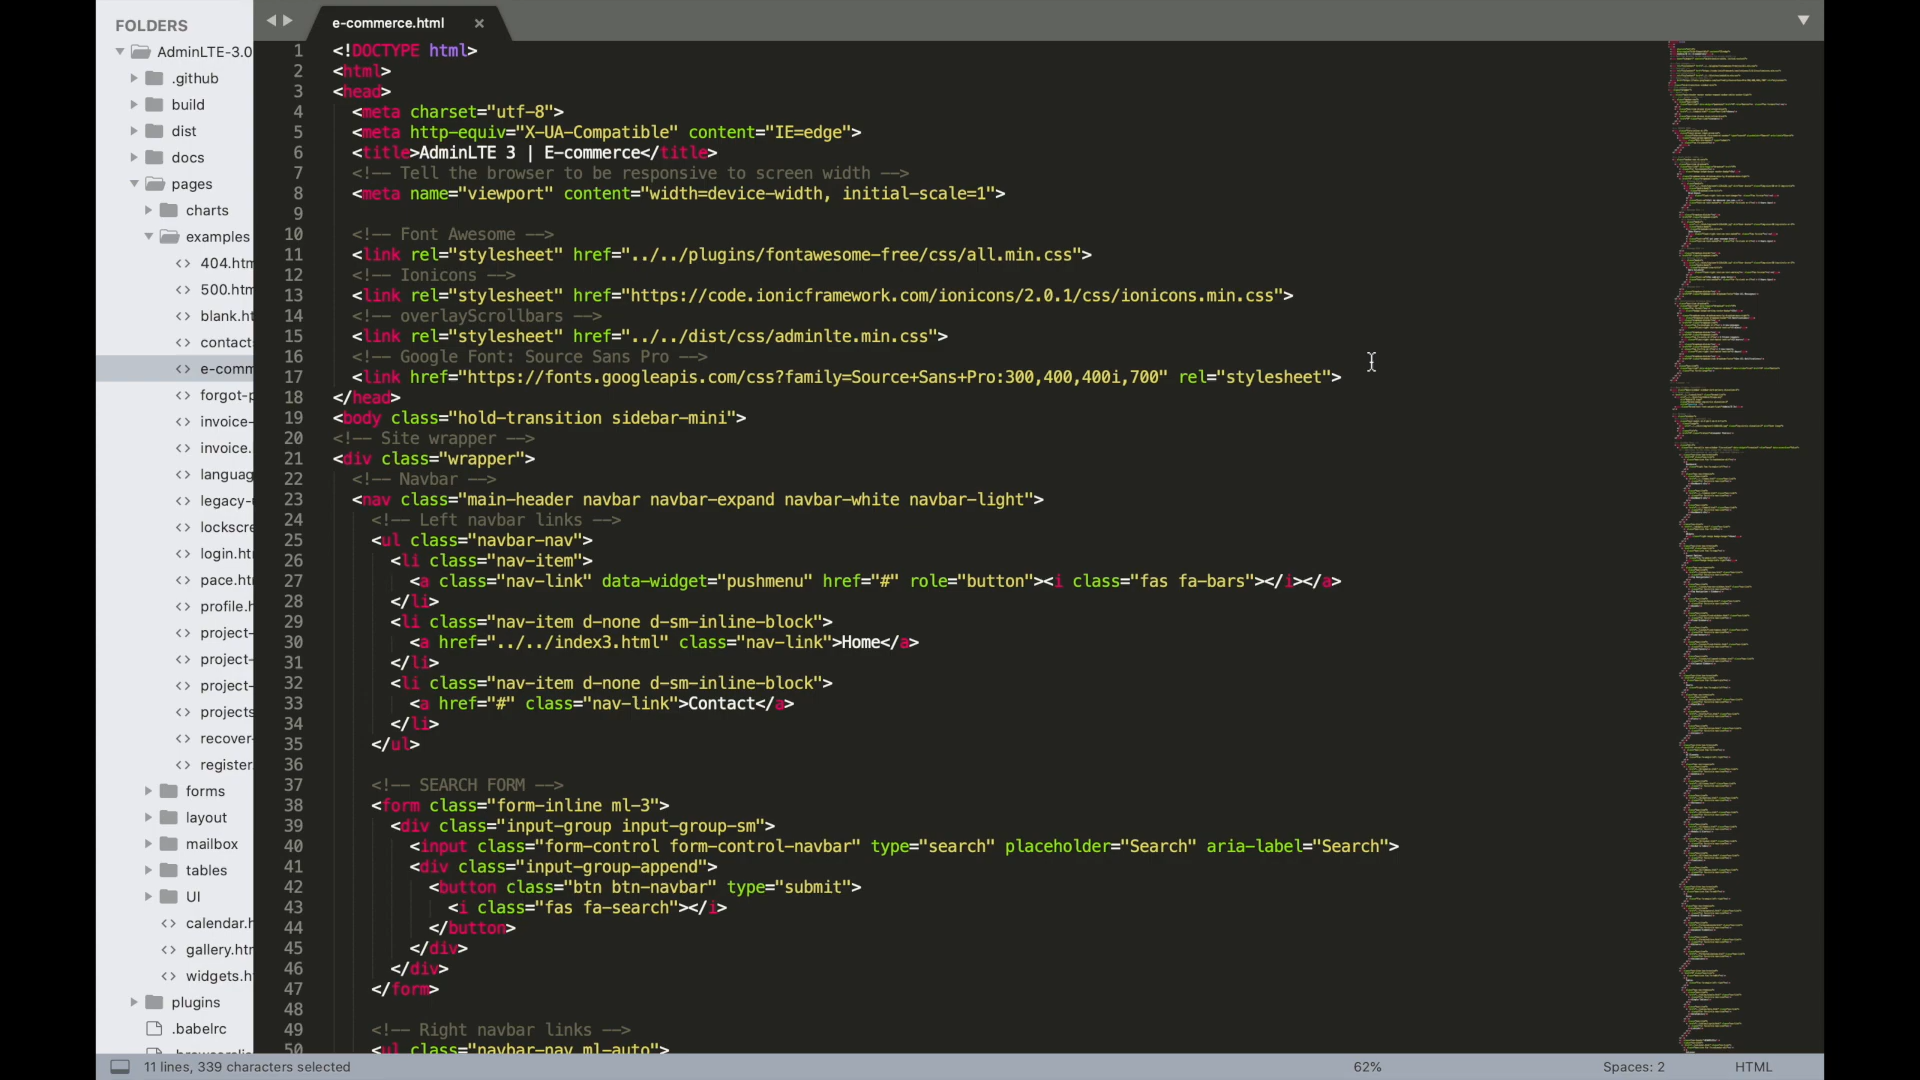 FOLDERS
AdminLTE-3.0
.github
build
dist
docs
pages
charts
examples
404.htm
500.htm
blank.ht
contact
e-comm
forgot-p
invoice-
invoice.
languag
legacy-
lockscre
login.ht
pace.ht
profile.h
project-
project-
project-
projects
recover-
register
forms
layout
mailbox
tables
UI
calendar.h
gallery.ht
widgets.h
plugins
.babelrc
e-commerce.html
1 <!DOCTYPE html>
2 <html>
3 <head>
4 <meta charset="utf-8">
5 <meta http-equiv="X-UA-Compatible" content="IE=edge">
6 <title>AdminLTE 3 | E-commerce</title>
7 <!-- Tell the browser to be responsive to screen width -->
8 <meta name="viewport" content="width=device-width, initial-scale=1">
9
10 <!-- Font Awesome -->
11 <link rel="stylesheet" href="../../plugins/fontawesome-free/css/all.min.css">
12 <!-- Ionicons -->
13 <link rel="stylesheet" href="https://code.ionicframework.com/ionicons/2.0.1/css/ionicons.min.css">
14 <!-- overlayScrollbars -->
15 <link rel="stylesheet" href="../../dist/css/adminlte.min.css">
16 <!-- Google Font: Source Sans Pro -->
17 <link href="https://fonts.googleapis.com/css?family=Source+Sans+Pro:300,400,400i,700" rel="stylesheet">
18 </head>
19 <body class="hold-transition sidebar-mini">
20 <!-- Site wrapper -->
21 <div class="wrapper">
22 <!-- Navbar -->
23 <nav class="main-header navbar navbar-expand navbar-white navbar-light">
24 <!-- Left navbar links -->
25 <ul class="navbar-nav">
26 <li class="nav-item">
27 <a class="nav-link" data-widget="pushmenu" href="#" role="button"><i class="fas fa-bars"></i></a>
28 </li>
29 <li class="nav-item d-none d-sm-inline-block">
30 <a href="../../index3.html" class="nav-link">Home</a>
31 </li>
32 <li class="nav-item d-none d-sm-inline-block">
33 <a href="#" class="nav-link">Contact</a>
34 </li>
35 </ul>
36
37 <!-- SEARCH FORM -->
38 <form class="form-inline ml-3">
39 <div class="input-group input-group-sm">
40 <input class="form-control form-control-navbar" type="search" placeholder="Search" aria-label="Search">
41 <div class="input-group-append">
42 <button class="btn btn-navbar" type="submit">
43 <i class="fas fa-search"></i>
44 </button>
45 </div>
46 </div>
47 </form>
48
49 <!-- Right navbar links -->
50 <ul class="navbar-nav ml-auto">
11 lines, 339 characters selected
62%
Spaces: 2
HTML